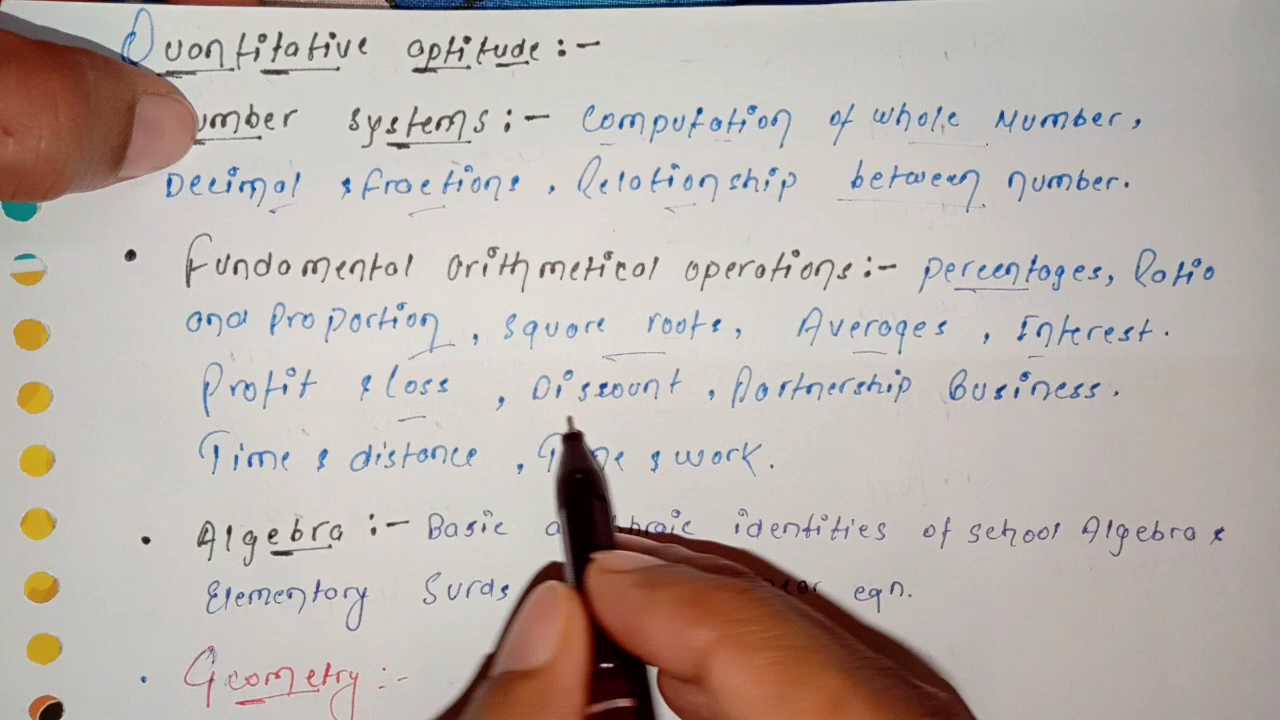 Quantitative aptitude :-
umber systems :- Computation of whole Number,
Decimal & fractions, Relationship between number.
• Fundamental arithmetical operations :- percentages, Ratio
and Proportion, square roots, Averages, Interest.
Profit & loss, Discount, Partnership Business.
Time & distance, & work.
• Algebra :- Basic identities of school Algebra &
Elementary Surds eqn.
• Geometry :-